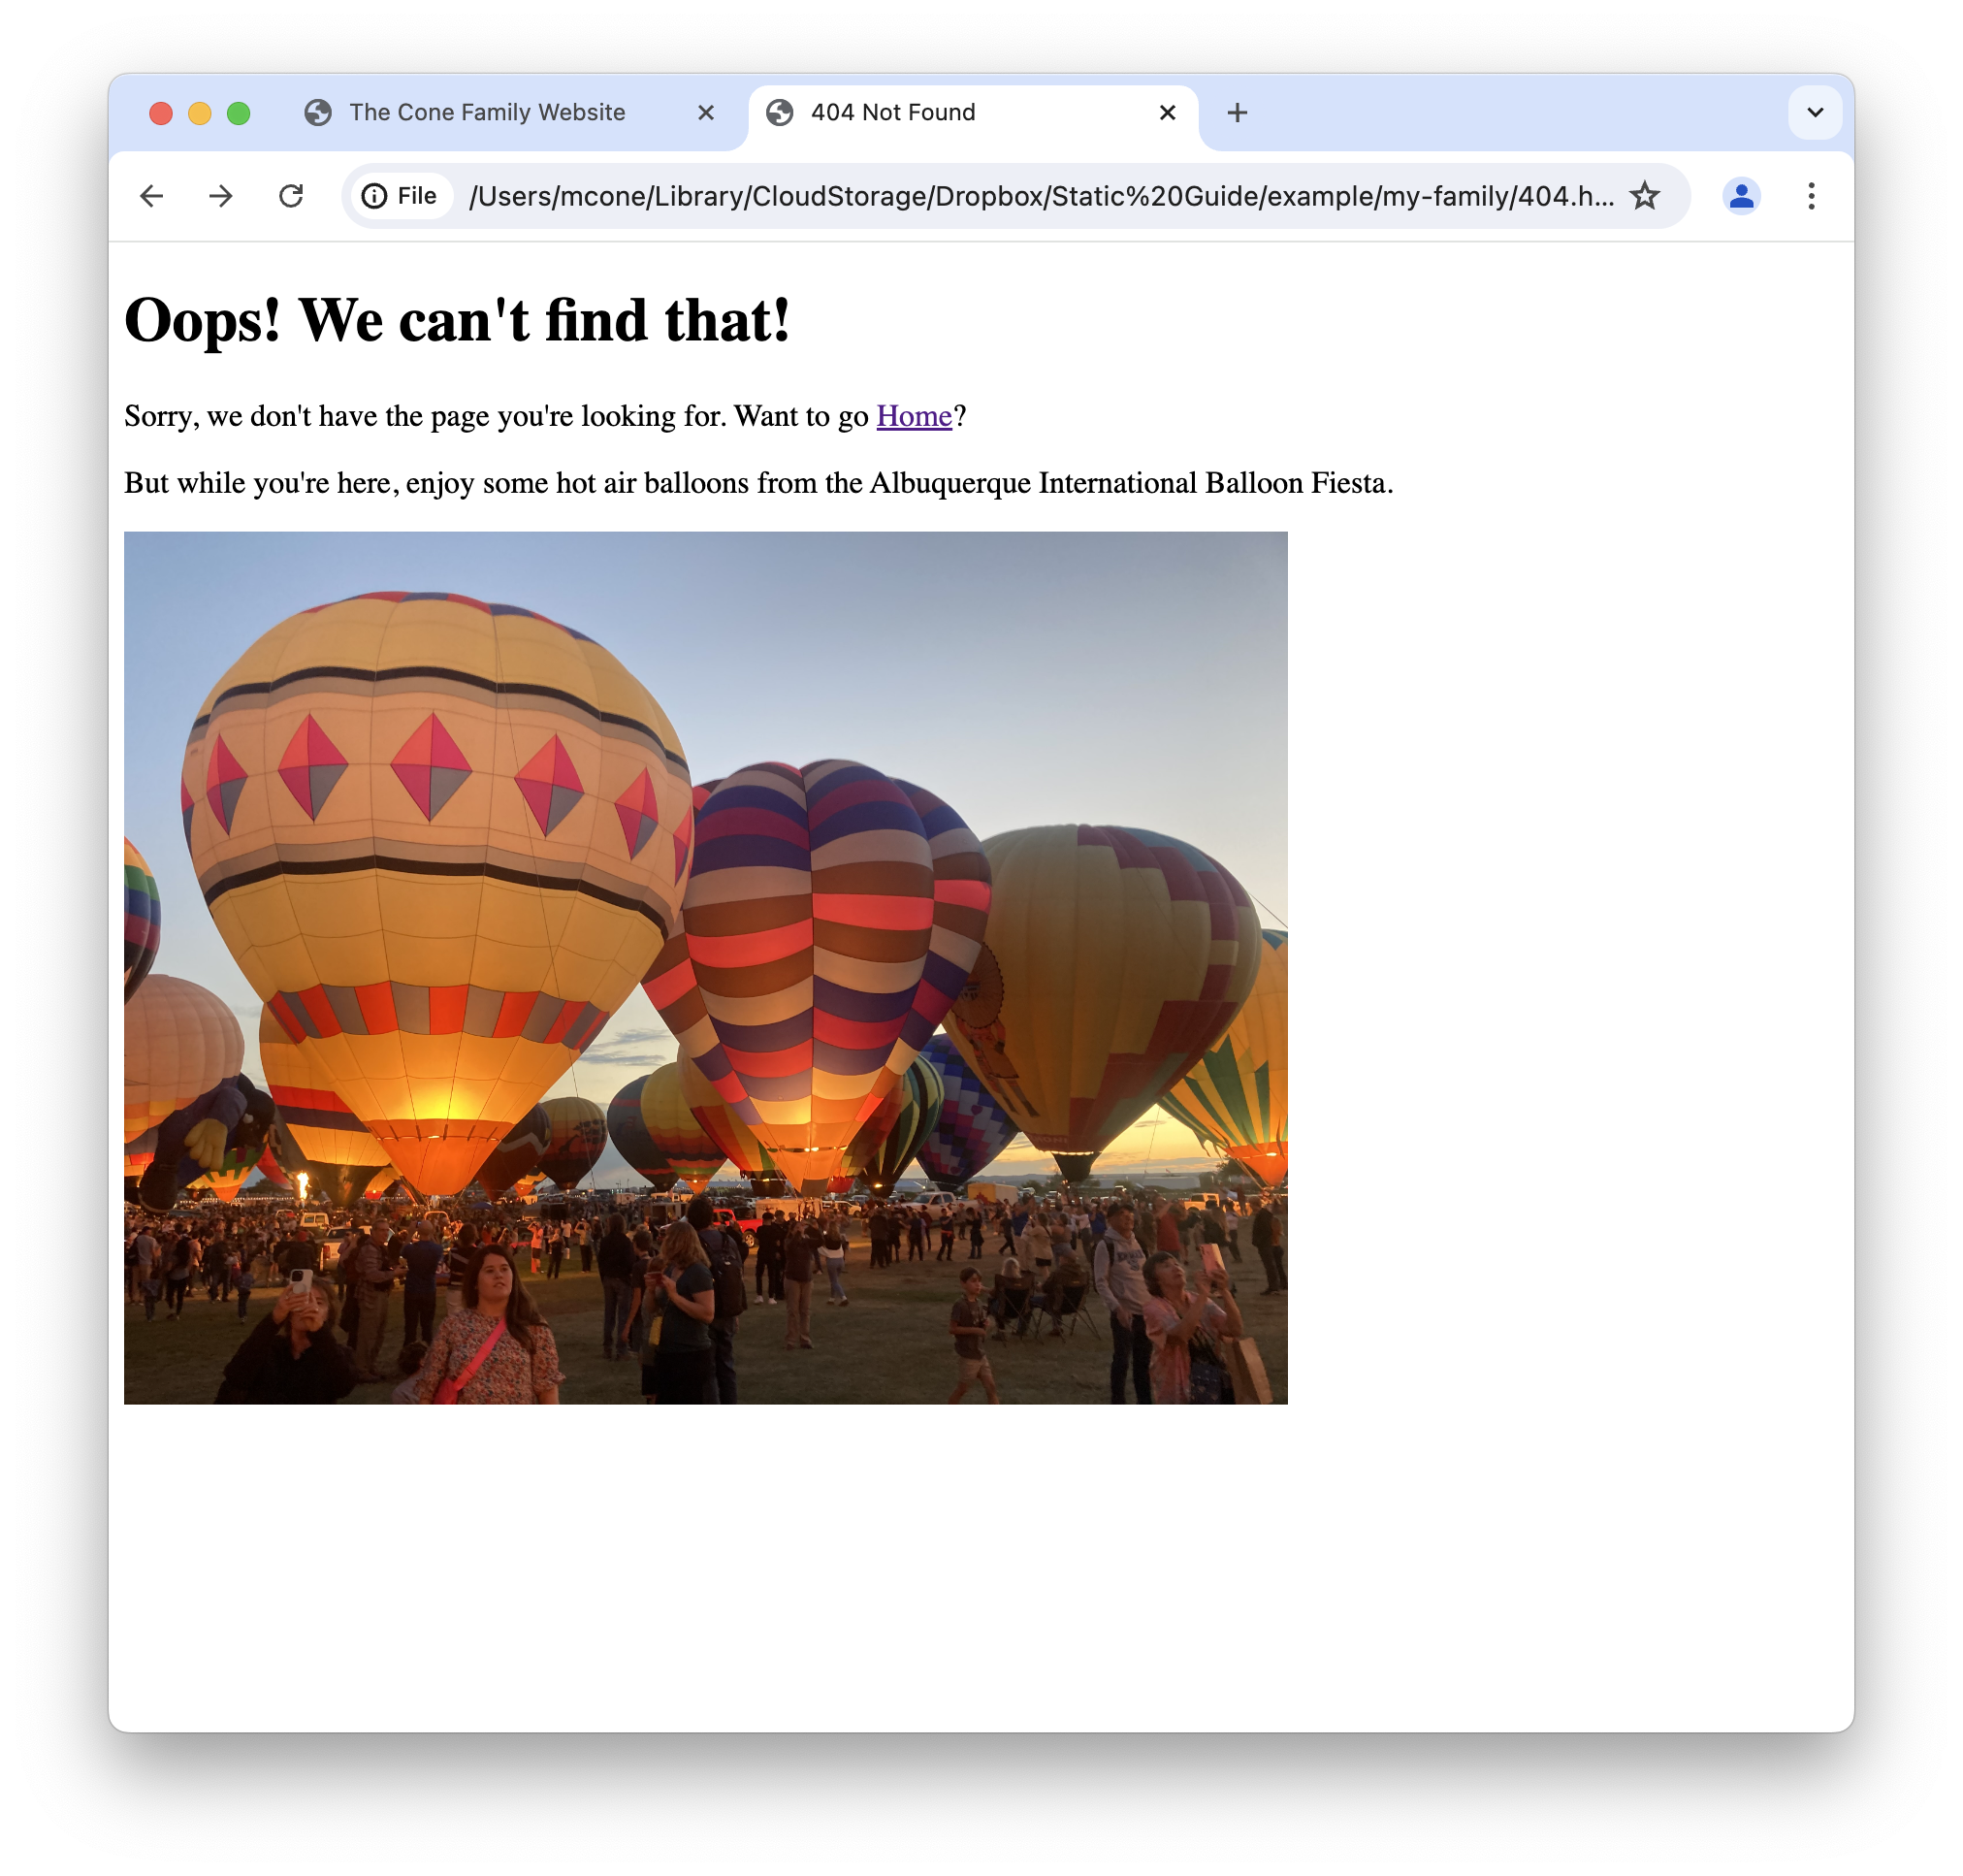 The Cone Family Website
404 Not Found
File
/Users/mcone/Library/CloudStorage/Dropbox/Static%20Guide/example/my-family/404.h...
Oops! We can't find that!
Sorry, we don't have the page you're looking for. Want to go Home?
But while you're here, enjoy some hot air balloons from the Albuquerque International Balloon Fiesta.